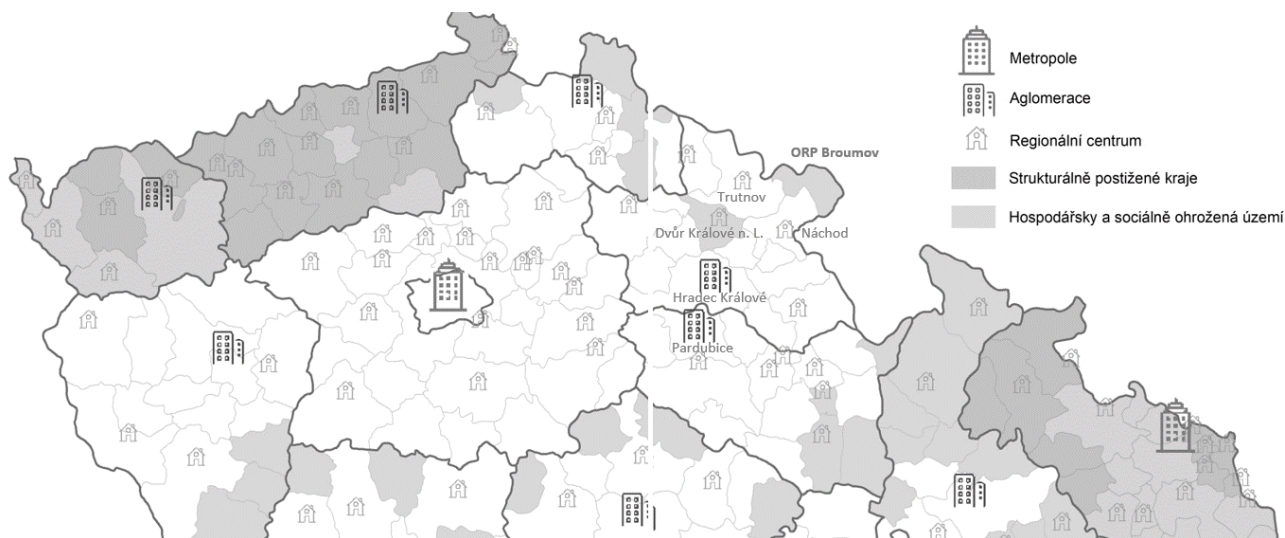 Metropole
Aglomerace
Regionální centrum
Strukturálně postižené kraje
Hospodářsky a sociálně ohrožená území
ORP Broumov
Trutnov
Dvůr Králové n. L.
Náchod
Hradec Králové
Pardubice